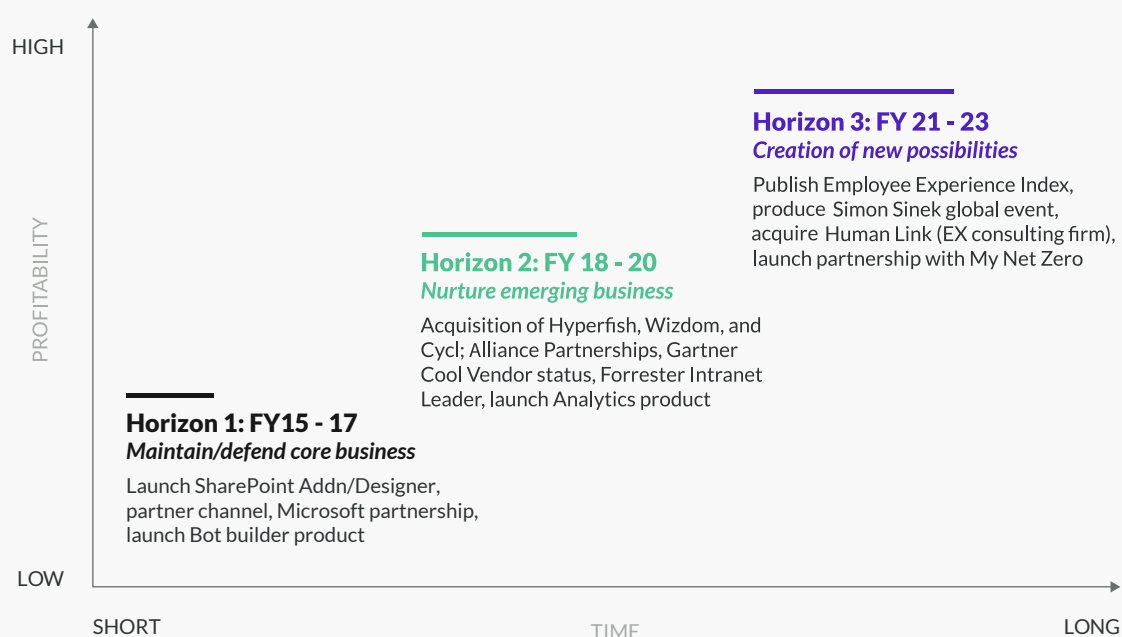 HIGH
PROFITABILITY
LOW
SHORT
TIME
LONG
Horizon 1: FY15 - 17
Maintain/defend core business
Launch SharePoint Addn/Designer,
partner channel, Microsoft partnership,
launch Bot builder product
Horizon 2: FY 18 - 20
Nurture emerging business
Acquisition of Hyperfish, Wizdom, and
Cycl; Alliance Partnerships, Gartner
Cool Vendor status, Forrester Intranet
Leader, launch Analytics product
Horizon 3: FY 21 - 23
Creation of new possibilities
Publish Employee Experience Index,
produce Simon Sinek global event,
acquire Human Link (EX consulting firm),
launch partnership with My Net Zero